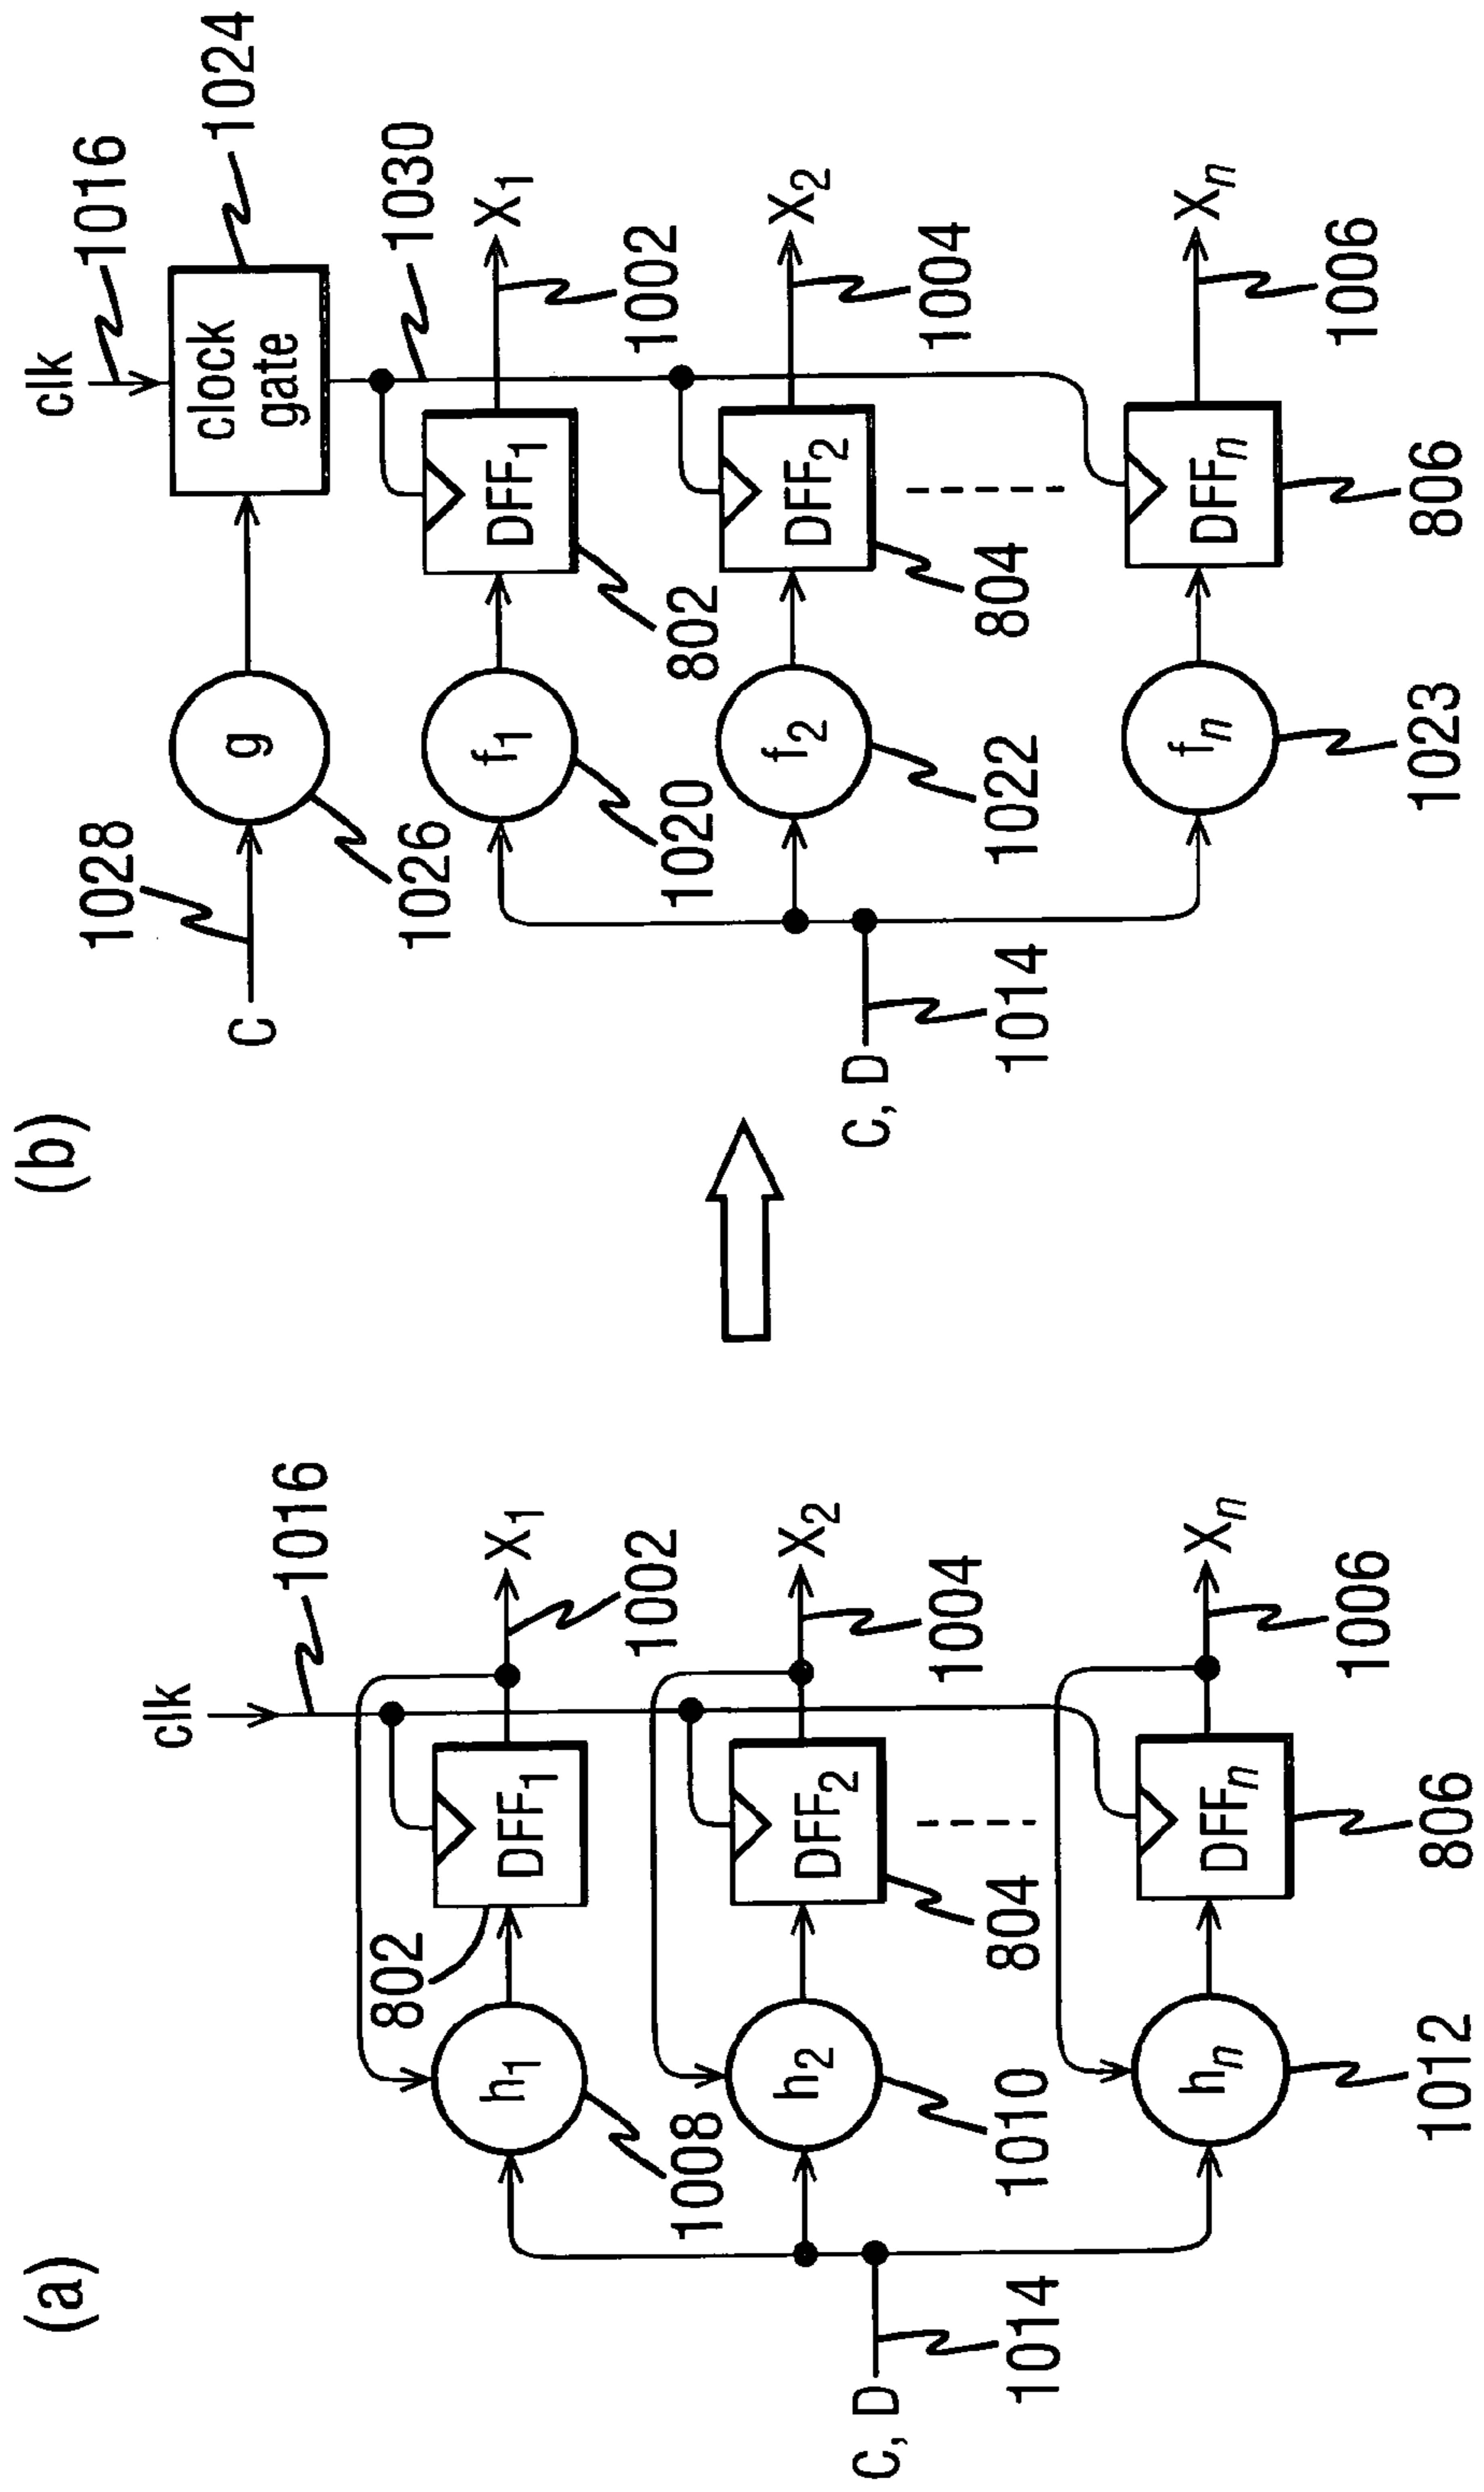 (a)
clk
1016
802
h1
DFF1
X1
1002
1008
h2
DFF2
X2
1004
1010
804
C, D
1014
hn
DFFn
Xn
1006
1012
806
(b)
clk
1016
1028
C
g
clock
gate
1024
1026
1030
f1
DFF1
X1
1002
1020
802
f2
DFF2
X2
1004
1022
804
C, D
1014
fn
DFFn
Xn
1006
1023
806